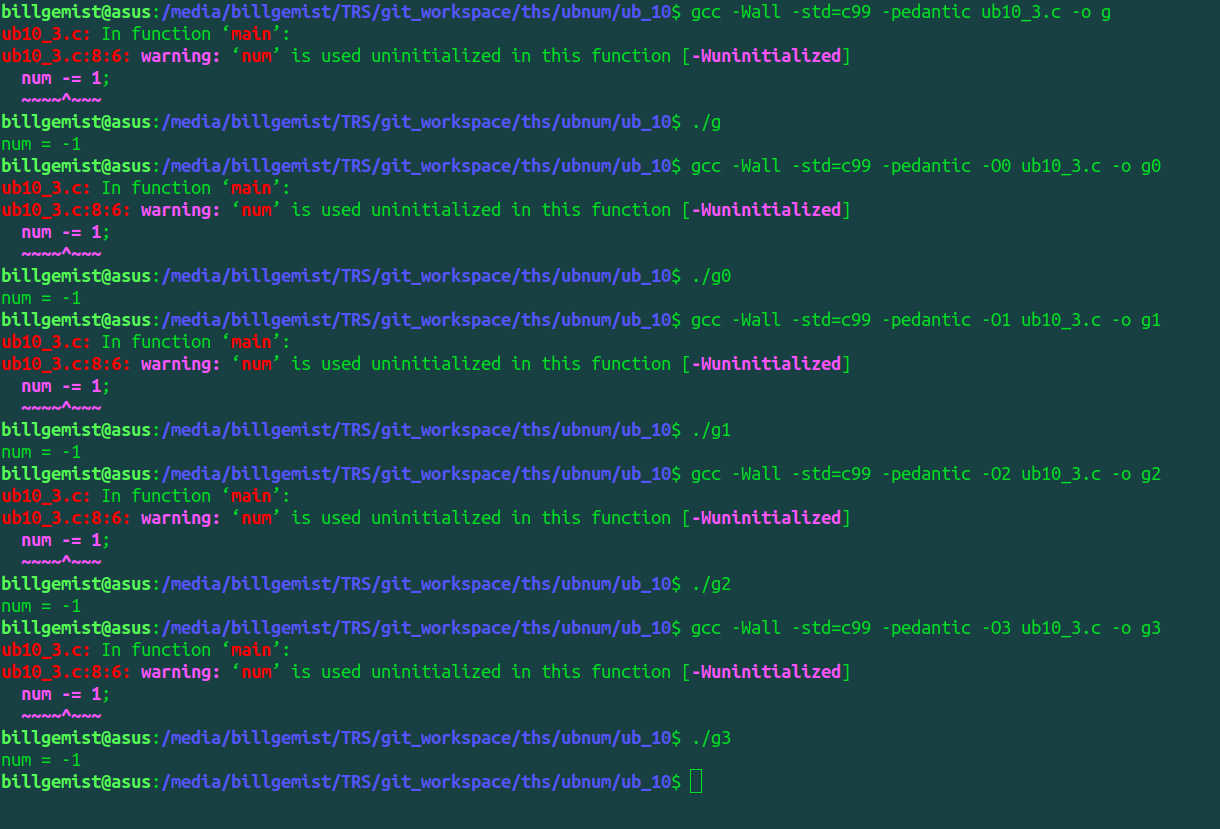 billgemist@asus:/media/billgemist/TRS/git_workspace/ths/ubnum/ub_10$ gcc -Wall -std=c99 -pedantic ub10_3.c -o g
ub10_3.c: In function ‘main’:
ub10_3.c:8:6: warning: ‘num’ is used uninitialized in this function [-Wuninitialized]
  num -= 1;
  ~~~~^~~~
billgemist@asus:/media/billgemist/TRS/git_workspace/ths/ubnum/ub_10$ ./g
num = -1
billgemist@asus:/media/billgemist/TRS/git_workspace/ths/ubnum/ub_10$ gcc -Wall -std=c99 -pedantic -O0 ub10_3.c -o g0
ub10_3.c: In function ‘main’:
ub10_3.c:8:6: warning: ‘num’ is used uninitialized in this function [-Wuninitialized]
  num -= 1;
  ~~~~^~~~
billgemist@asus:/media/billgemist/TRS/git_workspace/ths/ubnum/ub_10$ ./g0
num = -1
billgemist@asus:/media/billgemist/TRS/git_workspace/ths/ubnum/ub_10$ gcc -Wall -std=c99 -pedantic -O1 ub10_3.c -o g1
ub10_3.c: In function ‘main’:
ub10_3.c:8:6: warning: ‘num’ is used uninitialized in this function [-Wuninitialized]
  num -= 1;
  ~~~~^~~~
billgemist@asus:/media/billgemist/TRS/git_workspace/ths/ubnum/ub_10$ ./g1
num = -1
billgemist@asus:/media/billgemist/TRS/git_workspace/ths/ubnum/ub_10$ gcc -Wall -std=c99 -pedantic -O2 ub10_3.c -o g2
ub10_3.c: In function ‘main’:
ub10_3.c:8:6: warning: ‘num’ is used uninitialized in this function [-Wuninitialized]
  num -= 1;
  ~~~~^~~~
billgemist@asus:/media/billgemist/TRS/git_workspace/ths/ubnum/ub_10$ ./g2
num = -1
billgemist@asus:/media/billgemist/TRS/git_workspace/ths/ubnum/ub_10$ gcc -Wall -std=c99 -pedantic -O3 ub10_3.c -o g3
ub10_3.c: In function ‘main’:
ub10_3.c:8:6: warning: ‘num’ is used uninitialized in this function [-Wuninitialized]
  num -= 1;
  ~~~~^~~~
billgemist@asus:/media/billgemist/TRS/git_workspace/ths/ubnum/ub_10$ ./g3
num = -1
billgemist@asus:/media/billgemist/TRS/git_workspace/ths/ubnum/ub_10$